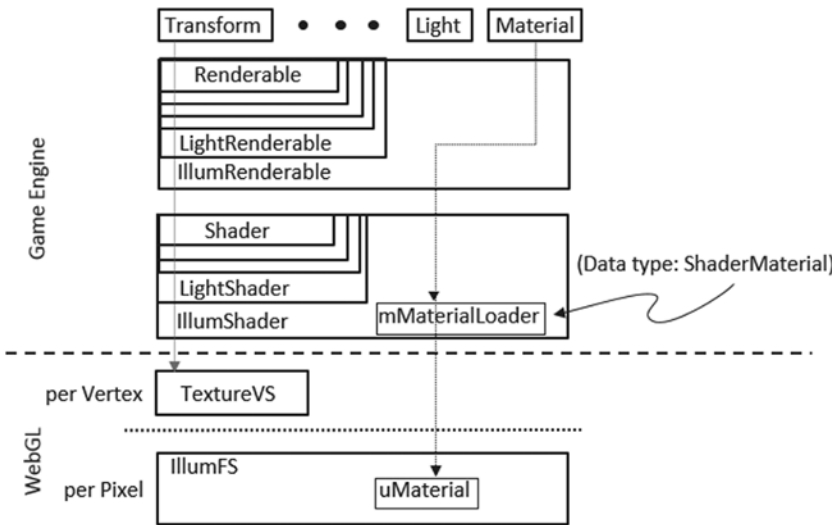 Transform
Light
Material
Renderable
LightRenderable
IllumRenderable
Game Engine
Shader
(Data type: ShaderMaterial)
LightShader
IllumShader
mMaterialLoader
per Vertex
TextureVS
WebGL
IllumFS
per Pixel
uMaterial